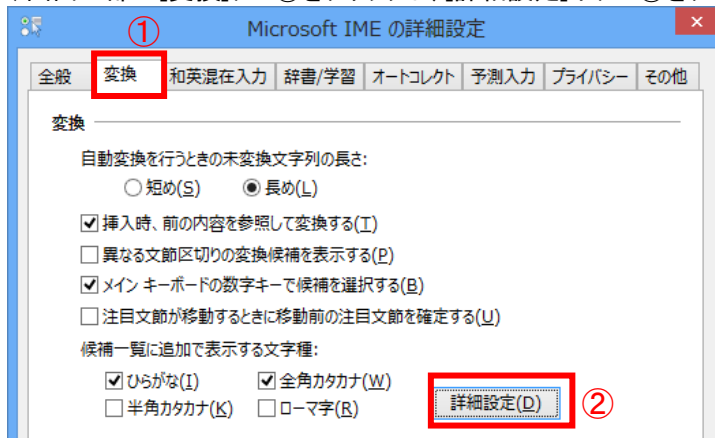 ① Microsoft IME の詳細設定 ×
全般 変換 和英混在入力 辞書/学習 オートコレクト 予測入力 プライバシー その他
変換
自動変換を行うときの未変換文字列の長さ:
短め(S) 長め(L)
挿入時、前の内容を参照して変換する(T)
異なる文節区切りの変換候補を表示する(P)
メイン キーボードの数字キーで候補を選択する(B)
注目文節が移動するときに移動前の注目文節を確定する(U)
候補一覧に追加で表示する文字種:
ひらがな(I) 全角カタカナ(W)
半角カタカナ(K) ローマ字(R) 詳細設定(D) ②